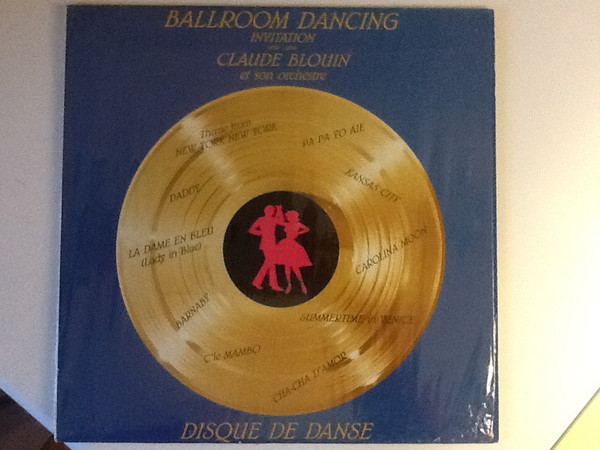 BALLROOM DANCING
INVITATION
CLAUDE BLOUIN
et son orchestre
Theme from
NEW YORK NEW YORK
PA PA YO AIE
DADDY
KANSAS CITY
LA DAME EN BLEU
(Lady in Blue)
CAROLINA MOON
BARNABY
SUMMERTIME in VENICE
C'le MAMBO
CHA-CHA D'AMOR
DISQUE DE DANSE